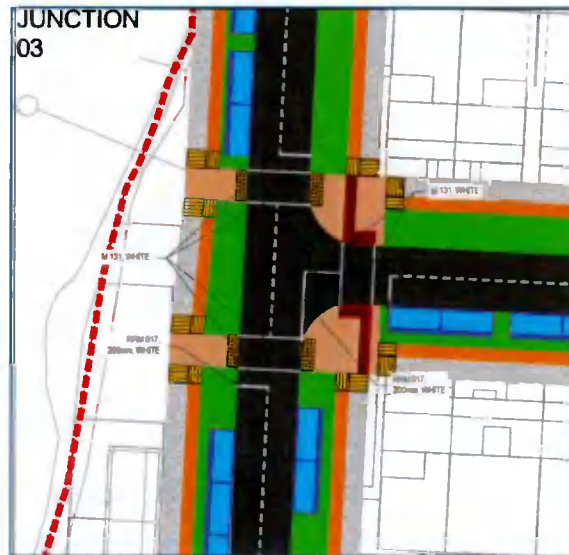 JUNCTION
03
M 131, WHITE
M 131, WHITE
RRM 017,
200mm, WHITE
RRM 017,
200mm, WHITE